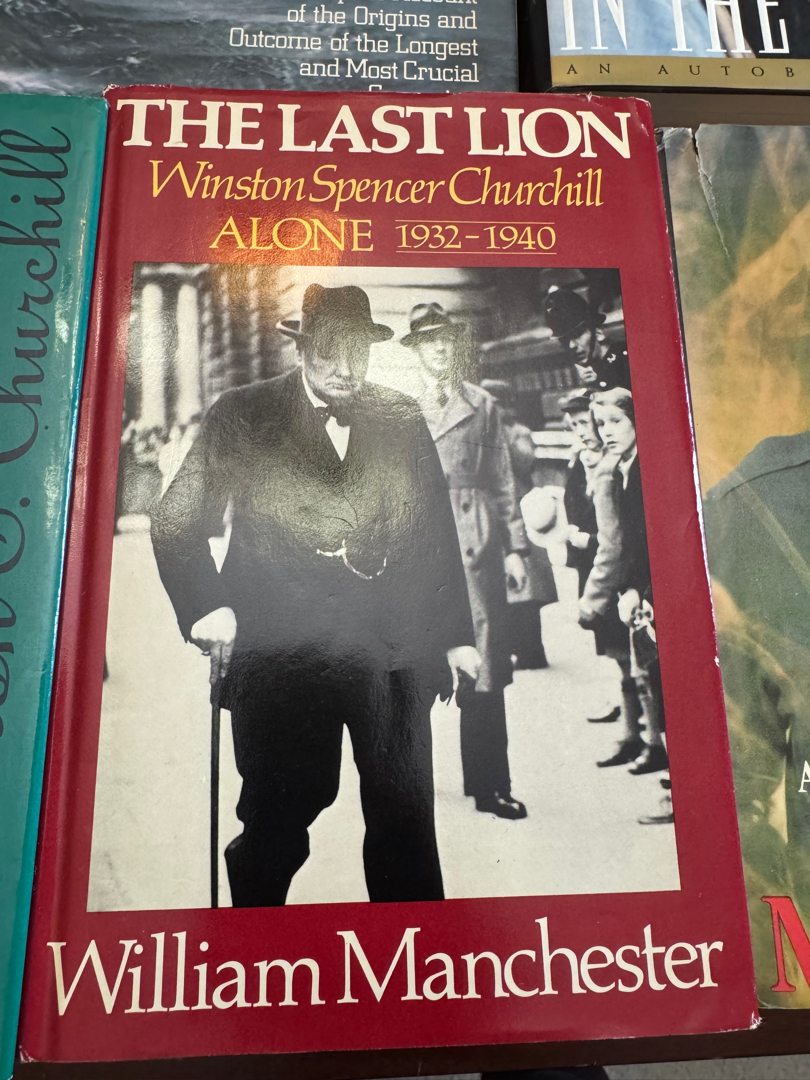 of the Origins and
Outcome of the Longest
and Most Crucial
IN THE
AN AUTOB
Churchill
THE LAST LION
Winston Spencer Churchill
ALONE 1932-1940
William Manchester
A
M